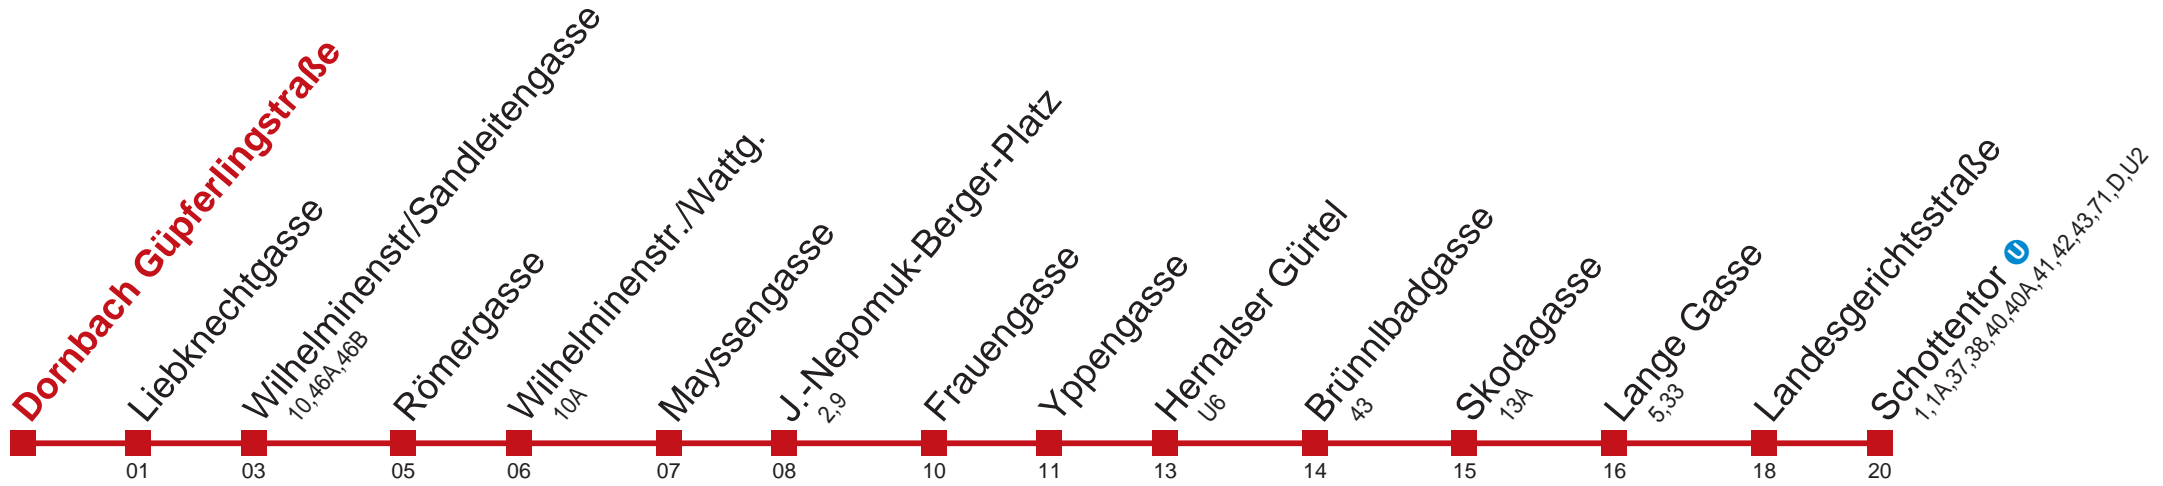 Dornbach Güpferlingstraße
Liebknechtgasse
01
Wilhelminenstr/Sandleitengasse
10,46A,46B
03
Römergasse
05
Wilhelminenstr./Wattg.
10A
06
Mayssengasse
07
J.-Nepomuk-Berger-Platz
2,9
08
Frauengasse
10
Yppengasse
11
Hernalser Gürtel
U6
13
Brünnlbadgasse
43
14
Skodagasse
13A
15
Lange Gasse
5,33
16
Landesgerichtsstraße
18
Schottentor U
1,1A,37,38,40,40A,41,42,43,71,D,U2
20